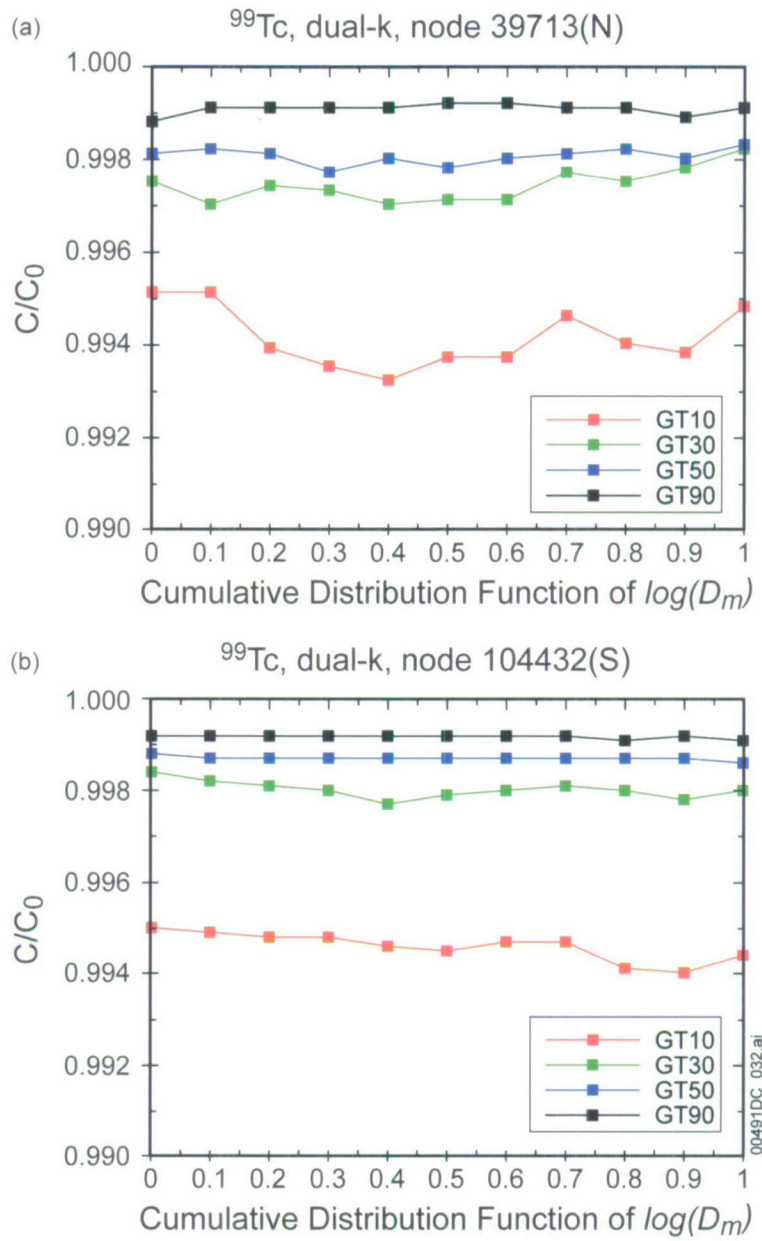 (a) ⁹⁹Tc, dual-k, node 39713(N)
1.000
0.998
0.996
0.994
0.992
0.990
C/C₀
GT10
GT30
GT50
GT90
0 0.1 0.2 0.3 0.4 0.5 0.6 0.7 0.8 0.9 1
Cumulative Distribution Function of log(Dₘ)
(b) ⁹⁹Tc, dual-k, node 104432(S)
1.000
0.998
0.996
0.994
0.992
0.990
C/C₀
GT10
GT30
GT50
GT90
00491DC_032.ai
0 0.1 0.2 0.3 0.4 0.5 0.6 0.7 0.8 0.9 1
Cumulative Distribution Function of log(Dₘ)